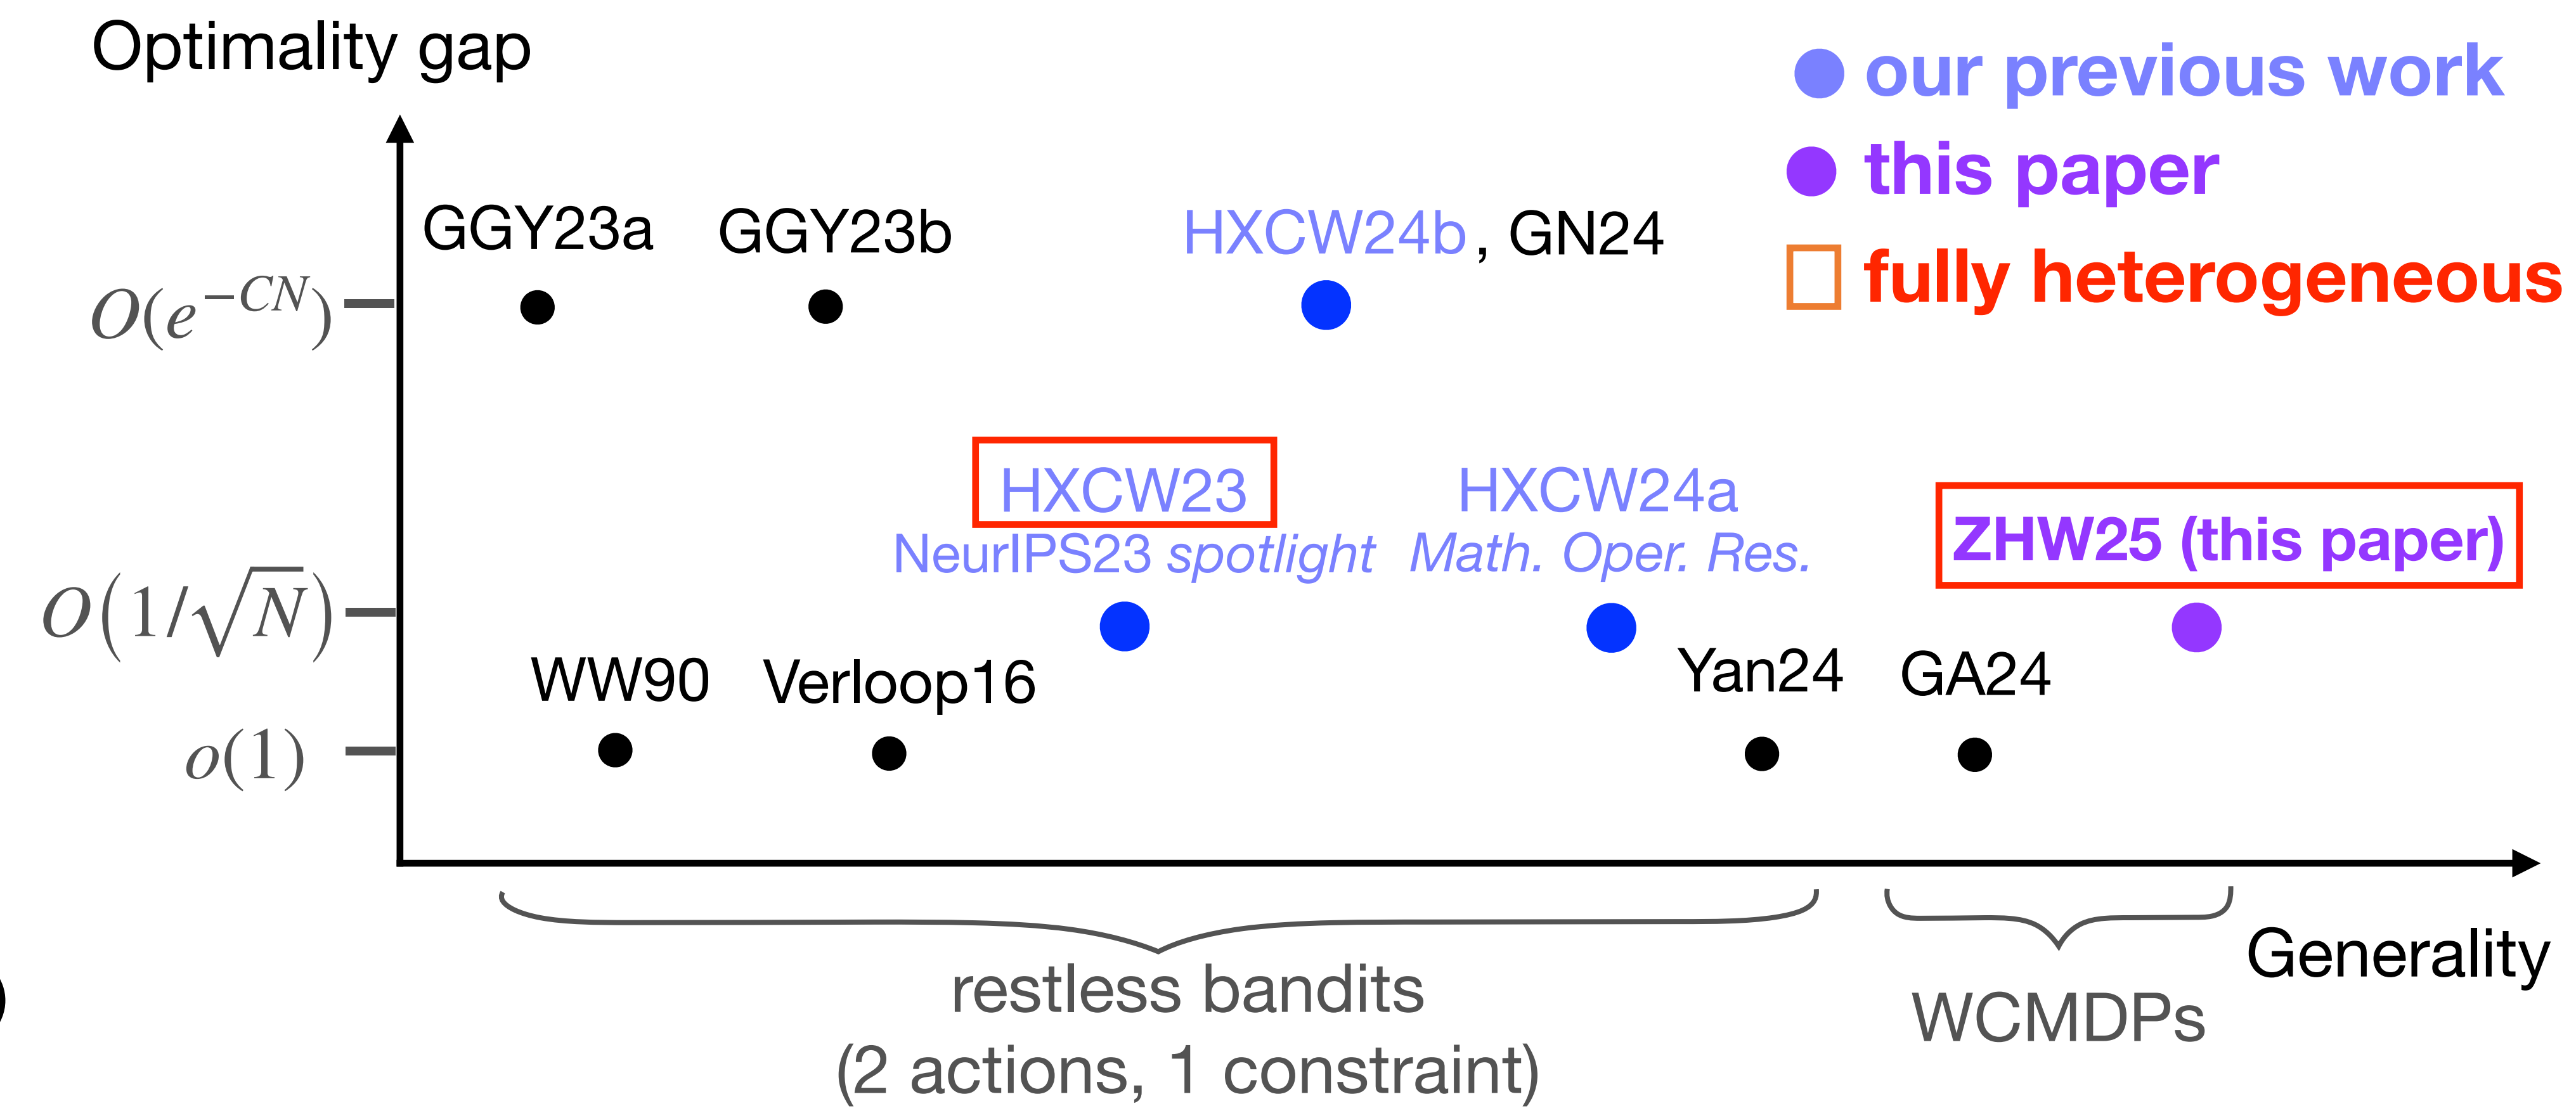 Optimality gap
our previous work
this paper
fully heterogeneous
GGY23a
GGY23b
HXCW24b, GN24
O(e^{-CN})
HXCW23
NeurIPS23 spotlight
HXCW24a
Math. Oper. Res.
ZHW25 (this paper)
O(1/√N)
WW90
Verloop16
Yan24
GA24
o(1)
Generality
restless bandits
(2 actions, 1 constraint)
WCMDPs
)